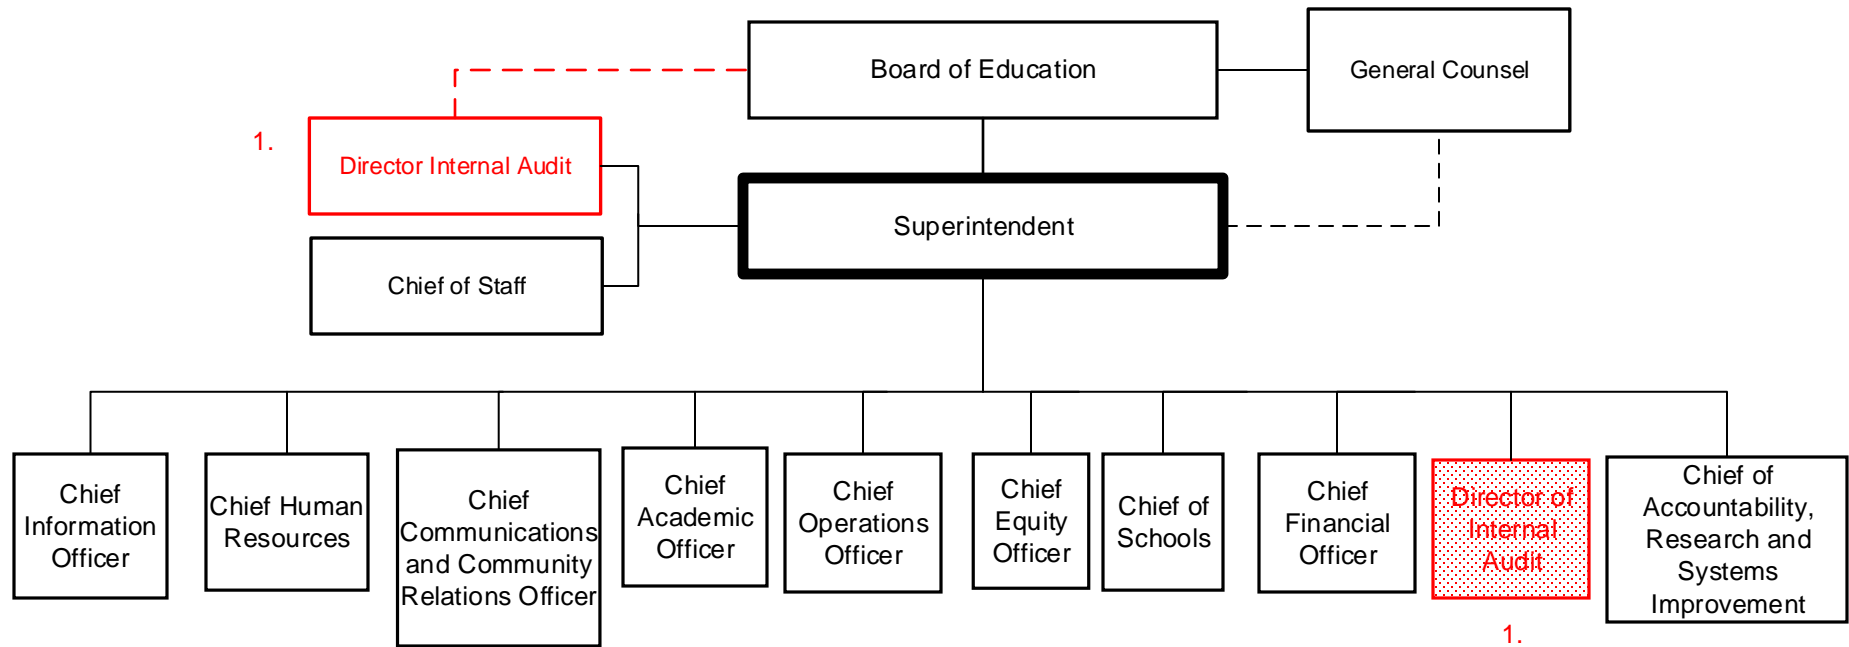 Board of Education
General Counsel
1.
Director Internal Audit
Superintendent
Chief of Staff
Chief
Information
Officer
Chief Human
Resources
Chief
Communications
and Community
Relations Officer
Chief
Academic
Officer
Chief
Operations
Officer
Chief
Equity
Officer
Chief of
Schools
Chief
Financial
Officer
Director of
Internal
Audit
Chief of
Accountability,
Research and
Systems
Improvement
1.